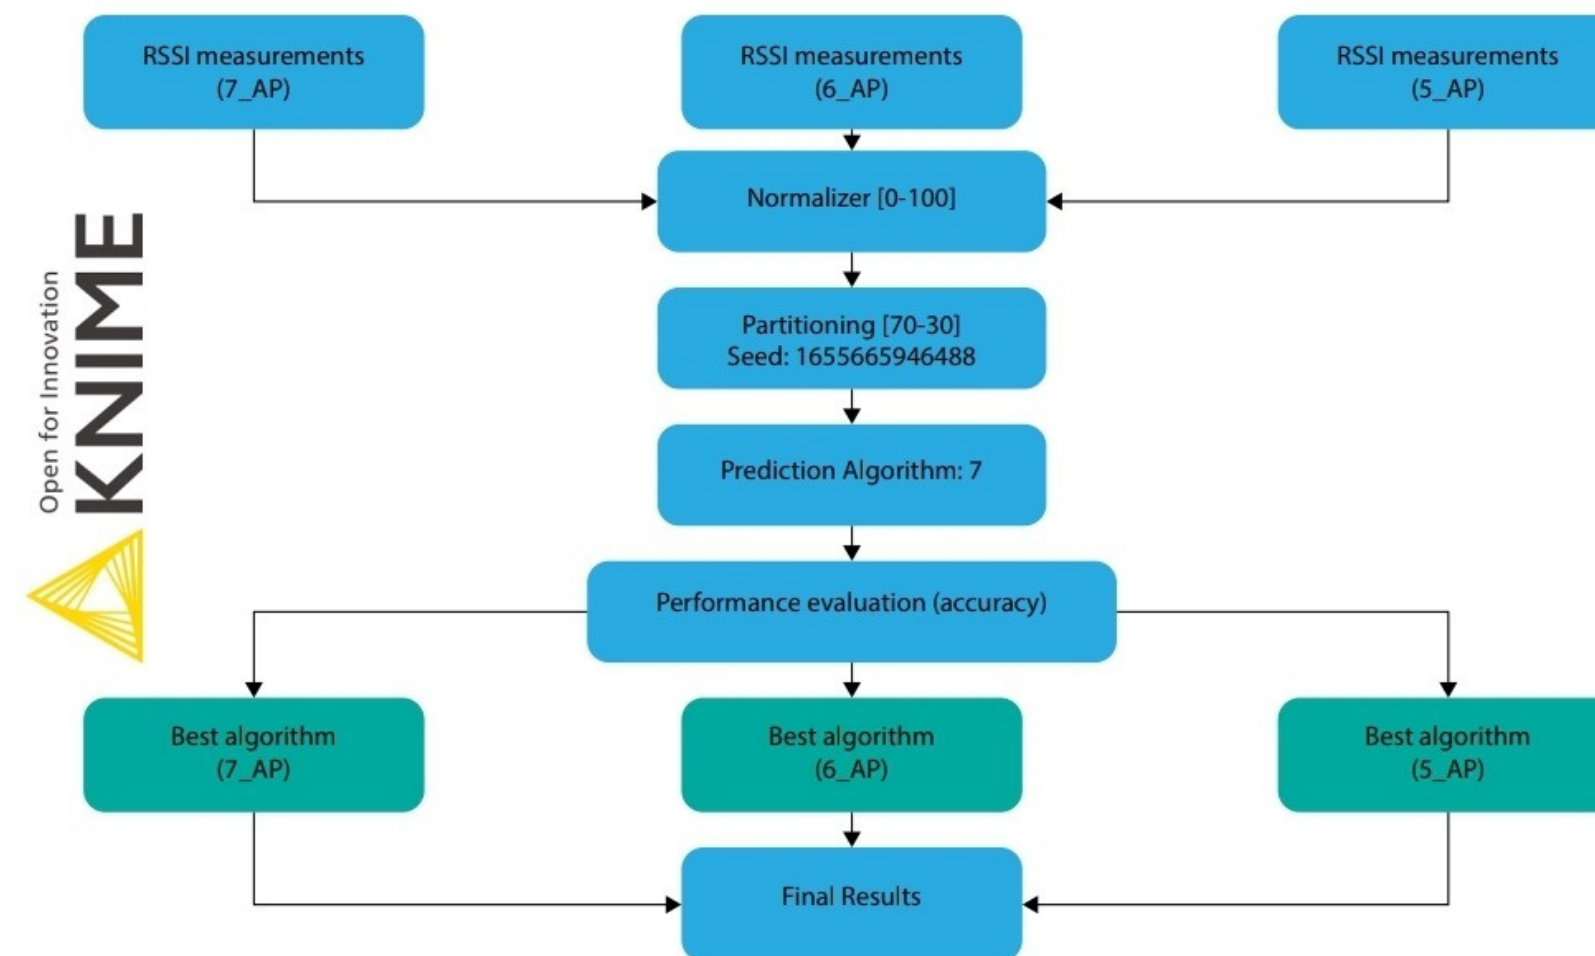 RSSI measurements
(7_AP)
RSSI measurements
(6_AP)
RSSI measurements
(5_AP)
Normalizer [0-100]
Open for Innovation
KNIME
Partitioning [70-30]
Seed: 1655665946488
Prediction Algorithm: 7
Performance evaluation (accuracy)
Best algorithm
(7_AP)
Best algorithm
(6_AP)
Best algorithm
(5_AP)
Final Results